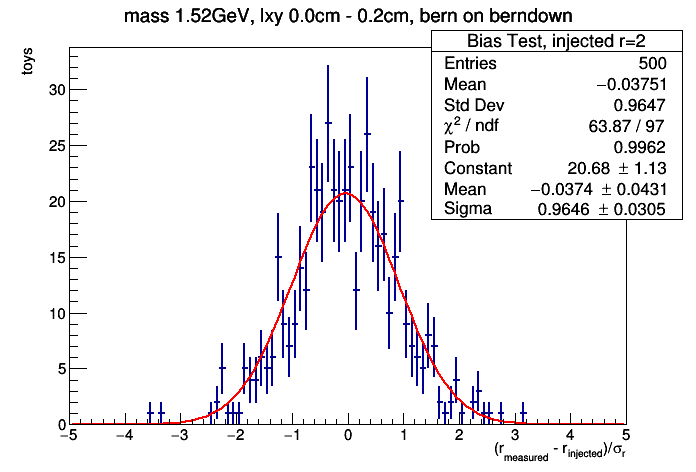 mass 1.52GeV, lxy 0.0cm - 0.2cm, bern on berndown
Bias Test, injected r=2
Entries 500
Mean −0.03751
Std Dev 0.9647
χ² / ndf 63.87 / 97
Prob 0.9962
Constant 20.68 ± 1.13
Mean −0.0374 ± 0.0431
Sigma 0.9646 ± 0.0305
toys
30
25
20
15
10
5
0
−5 −4 −3 −2 −1 0 1 2 3 4 5
(r_measured - r_injected)/σ_r